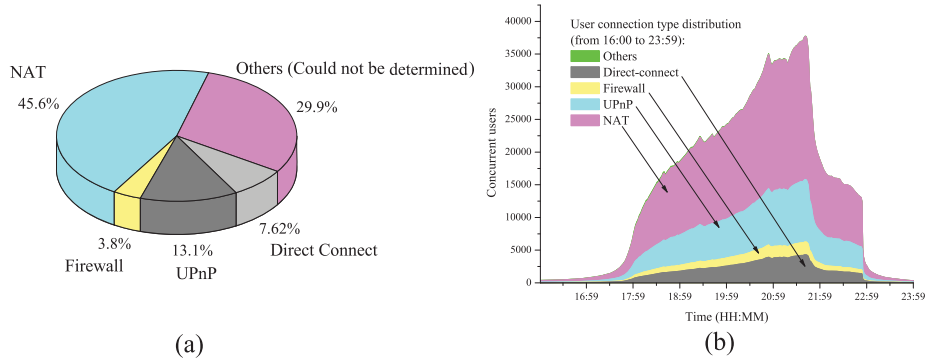 NAT
45.6%
Others (Could not be determined)
29.9%
3.8%
Firewall
13.1%
UPnP
7.62%
Direct Connect
(a)
User connection type distribution
(from 16:00 to 23:59):
Others
Direct-connect
Firewall
UPnP
NAT
Concurrent users
40000
35000
30000
25000
20000
15000
10000
5000
0
16:59 17:59 18:59 19:59 20:59 21:59 22:59 23:59
Time (HH:MM)
(b)